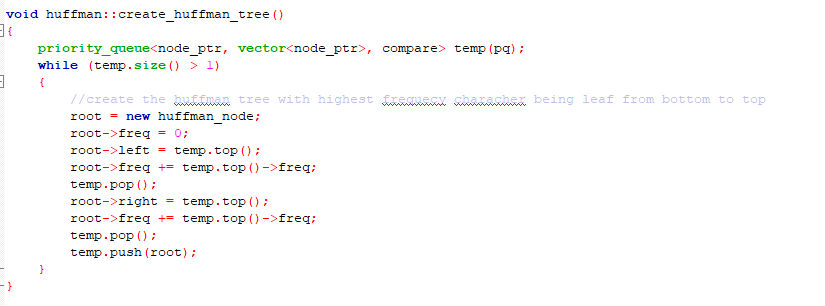 void huffman::create_huffman_tree()
{
    priority_queue<node_ptr, vector<node_ptr>, compare> temp(pq);
    while (temp.size() > 1)
    {
        //create the huffman tree with highest frequecy characher being leaf from bottom to top
        root = new huffman_node;
        root->freq = 0;
        root->left = temp.top();
        root->freq += temp.top()->freq;
        temp.pop();
        root->right = temp.top();
        root->freq += temp.top()->freq;
        temp.pop();
        temp.push(root);
    }
}